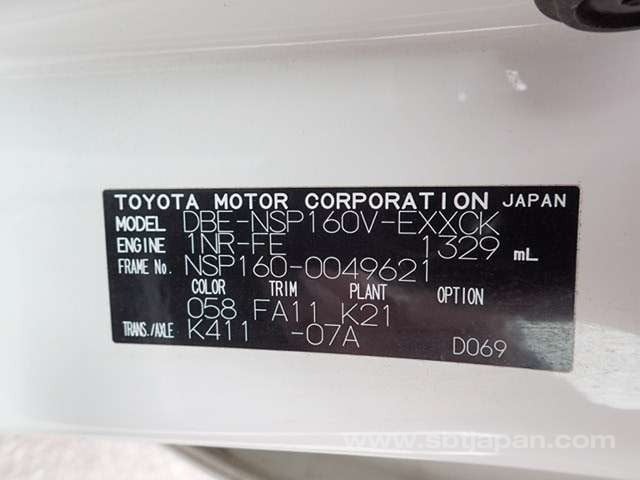 TOYOTA MOTOR CORPORATION JAPAN
MODEL DBE-NSP160V-EXXCK
ENGINE 1NR-FE 1329 mL
FRAME No. NSP160-0049621
COLOR TRIM PLANT OPTION
058 FA11 K21
TRANS./AXLE K411 -07A D069
www.sbtjapan.com